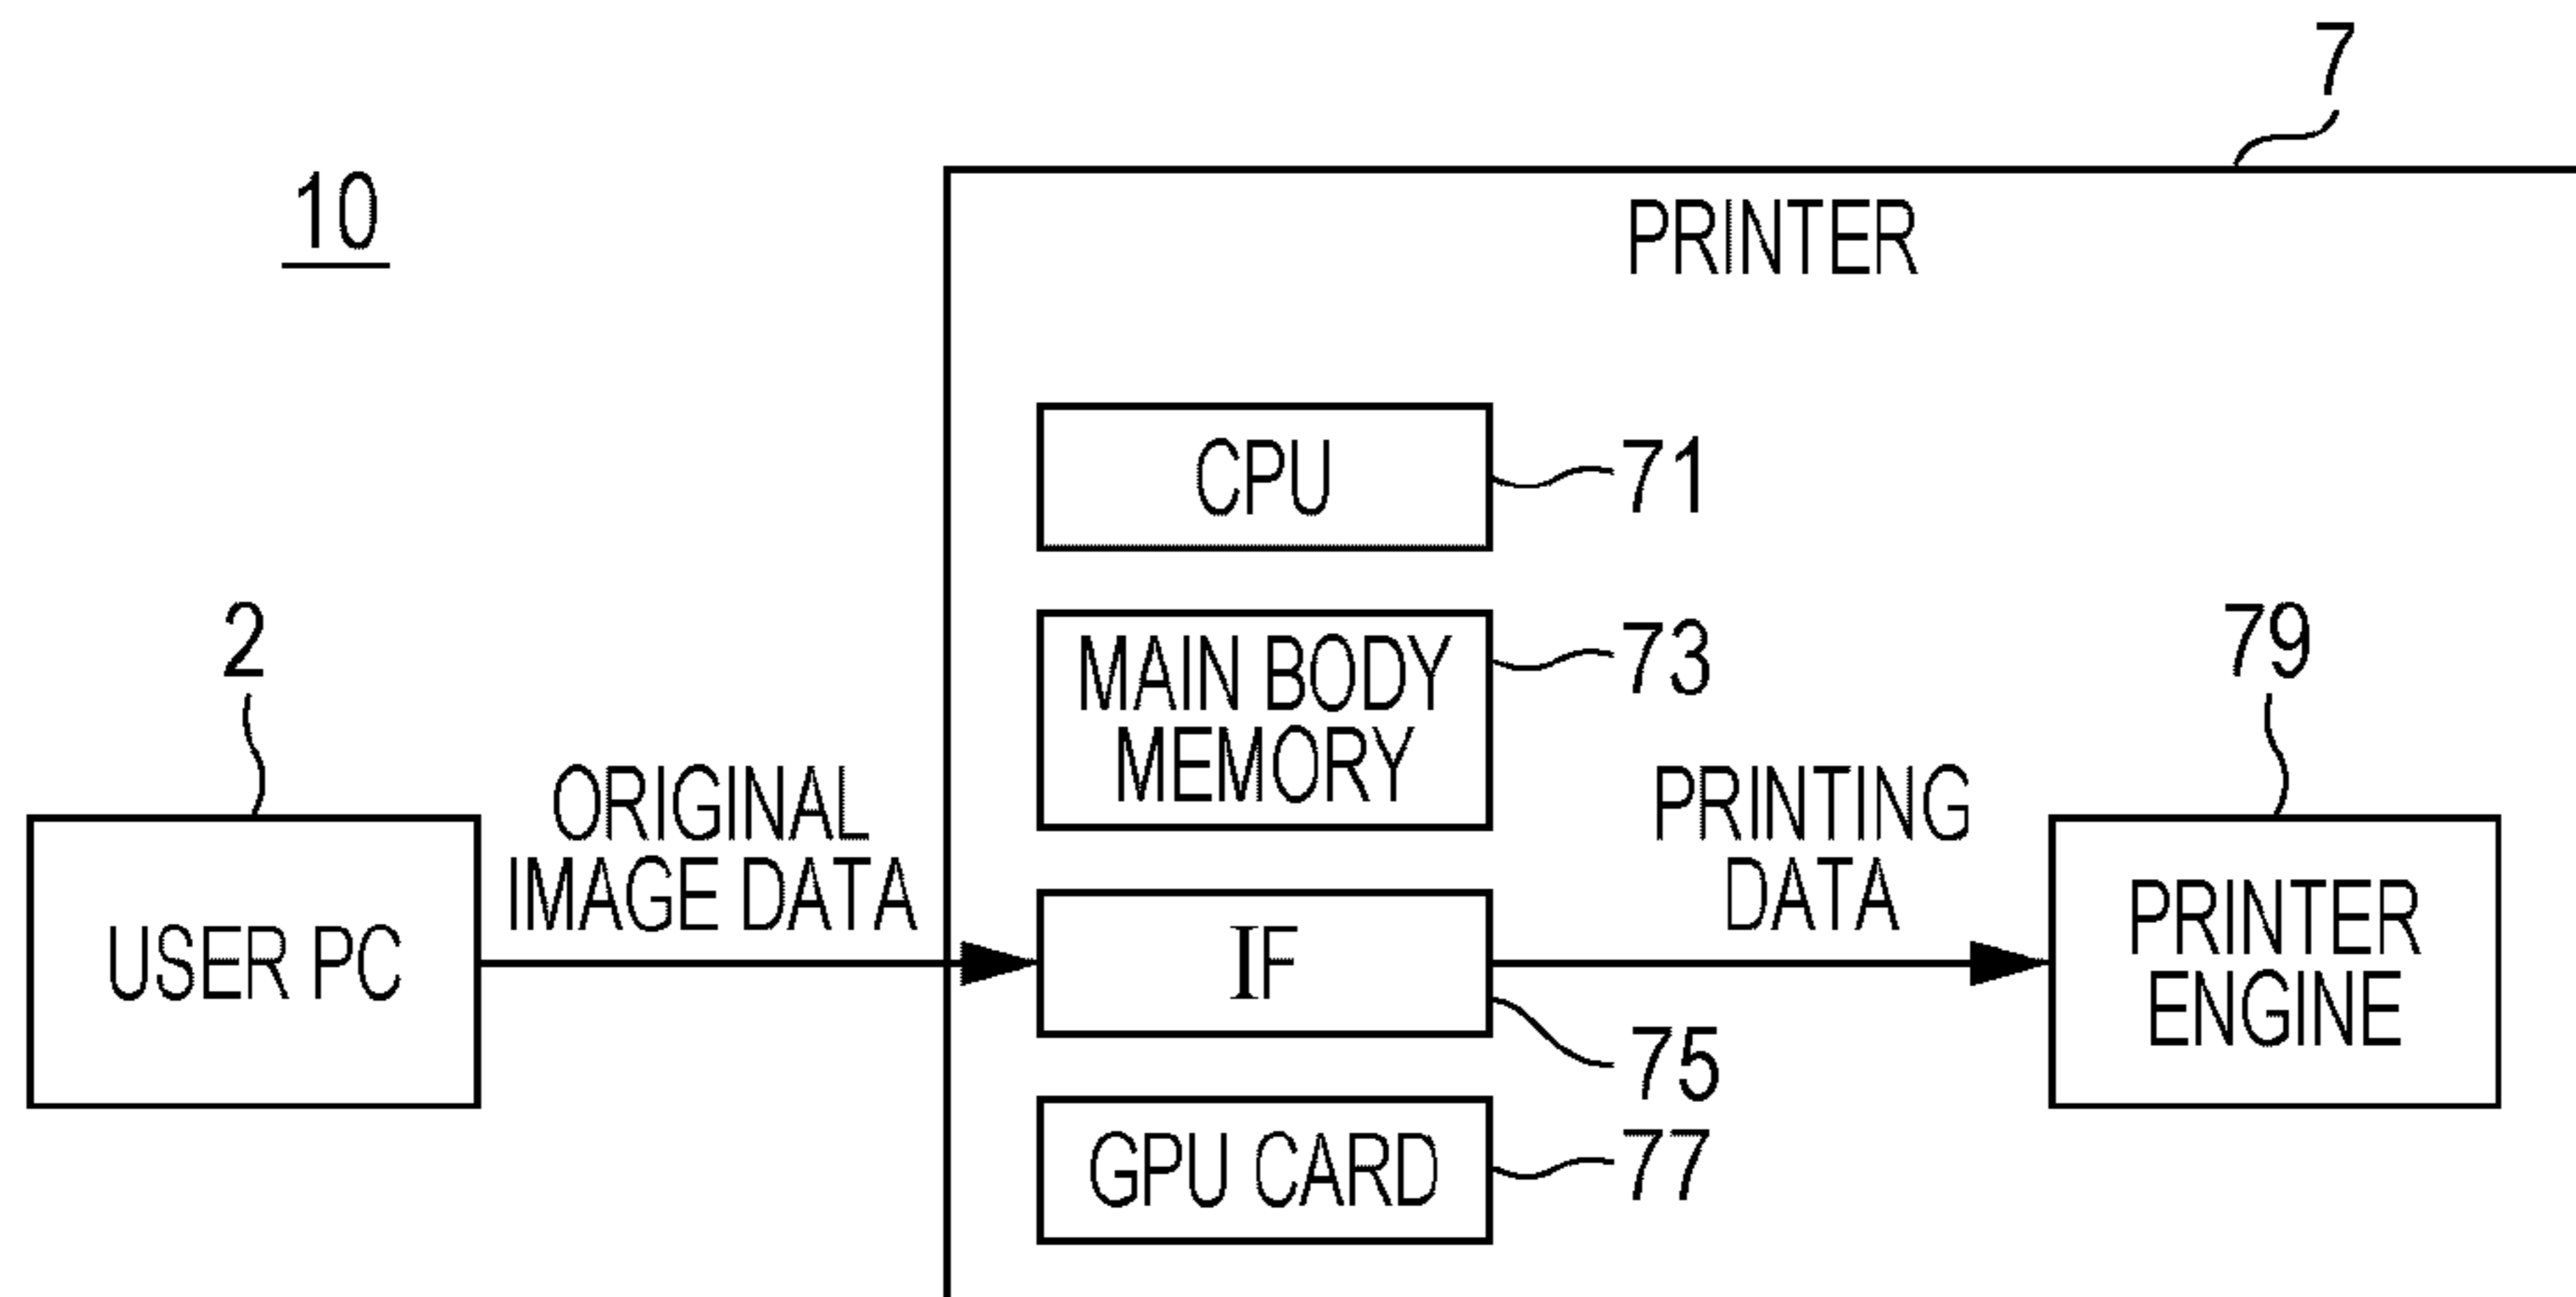 7
10
PRINTER
CPU
71
MAIN BODY
MEMORY
73
2
79
ORIGINAL
IMAGE DATA
PRINTING
DATA
USER PC
IF
PRINTER
ENGINE
75
GPU CARD
77